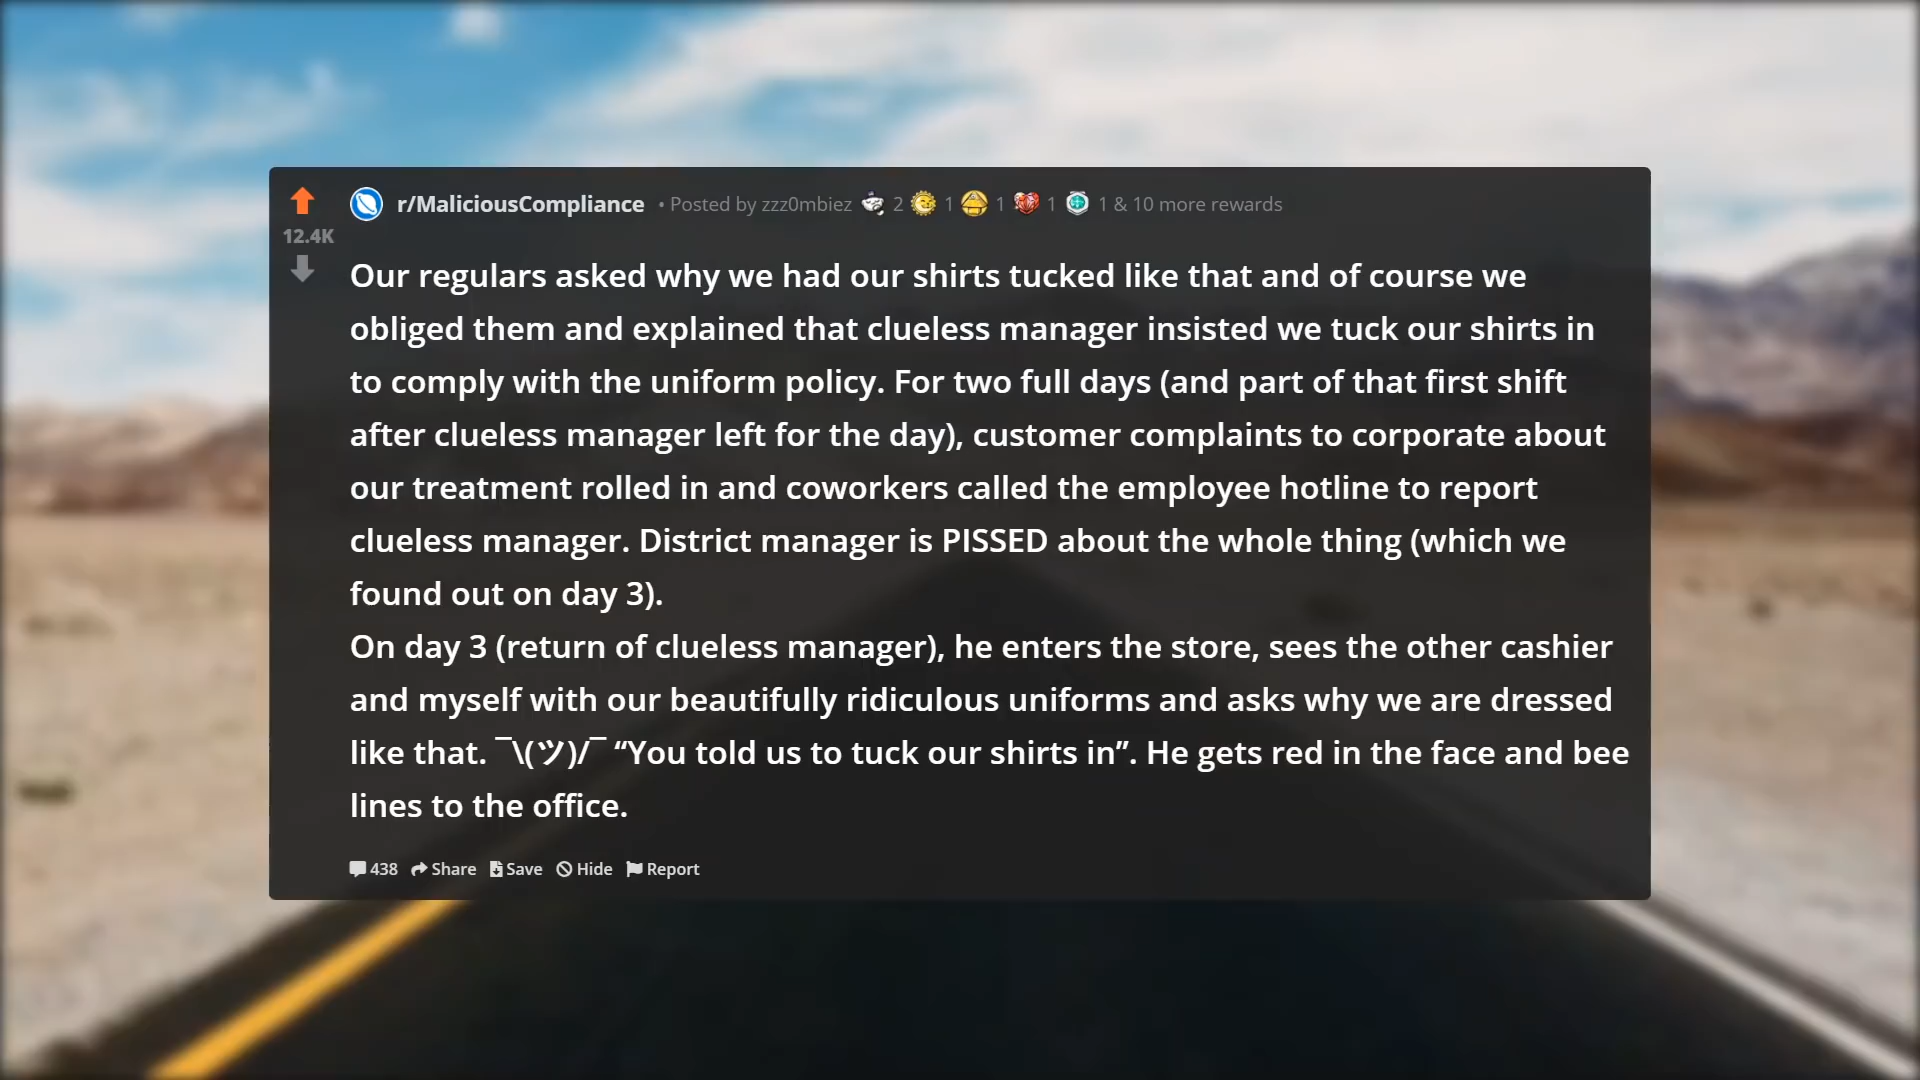 r/MaliciousCompliance • Posted by zzz0mbiez 2 1 1 1 1 & 10 more rewards
12.4K
Our regulars asked why we had our shirts tucked like that and of course we
obliged them and explained that clueless manager insisted we tuck our shirts in
to comply with the uniform policy. For two full days (and part of that first shift
after clueless manager left for the day), customer complaints to corporate about
our treatment rolled in and coworkers called the employee hotline to report
clueless manager. District manager is PISSED about the whole thing (which we
found out on day 3).
On day 3 (return of clueless manager), he enters the store, sees the other cashier
and myself with our beautifully ridiculous uniforms and asks why we are dressed
like that. ¯\(ツ)/¯ “You told us to tuck our shirts in”. He gets red in the face and bee
lines to the office.
438 Share Save Hide Report